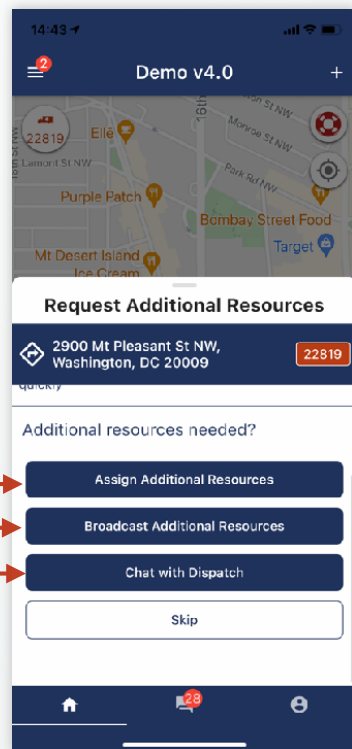 14:43
2
Demo v4.0
+
16th
Monroe St NW
22819
Ellē
Lamont St NW
Park Rd NW
Purple Patch
Bombay Street Food
Target
Mt Desert Island
Ice Cream
Request Additional Resources
2900 Mt Pleasant St NW,
Washington, DC 20009
22819
quickly
Additional resources needed?
Assign Additional Resources
Broadcast Additional Resources
Chat with Dispatch
Skip
28